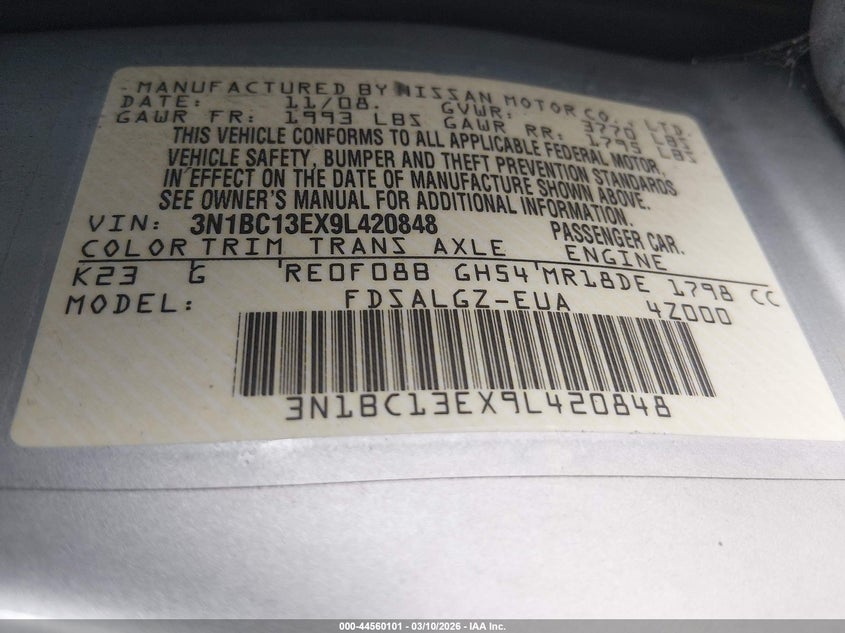 MANUFACTURED BY NISSAN MOTOR CO., LTD.
DATE: 11/08. GVWR: 3770 LBS
GAWR FR: 1993 LBS GAWR RR: 1795 LBS
THIS VEHICLE CONFORMS TO ALL APPLICABLE FEDERAL MOTOR
VEHICLE SAFETY, BUMPER AND THEFT PREVENTION STANDARDS
IN EFFECT ON THE DATE OF MANUFACTURE SHOWN ABOVE.
SEE OWNER'S MANUAL FOR ADDITIONAL INFORMATION.
VIN: 3N1BC13EX9L420848 PASSENGER CAR.
COLOR TRIM TRANS AXLE ENGINE
K23 G RE0F08B GH54 MR18DE 1798 CC
MODEL: FDSALGZ-EUA 4Z000
3N1BC13EX9L420848
000-44560101 - 03/10/2026 - IAA Inc.